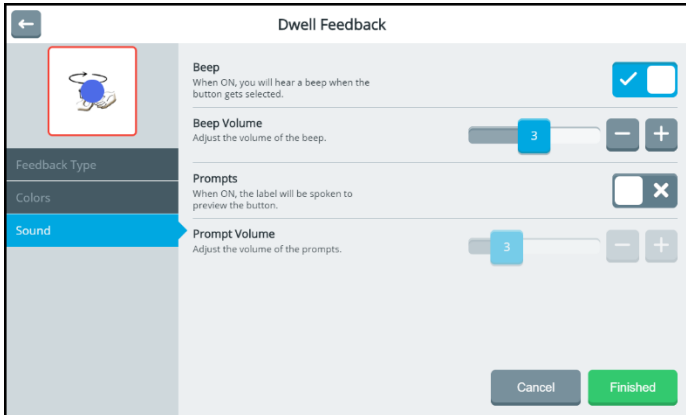 Dwell Feedback
Beep
When ON, you will hear a beep when the
button gets selected.
Beep Volume
Adjust the volume of the beep.
3
Feedback Type
Prompts
When ON, the label will be spoken to
preview the button.
Colors
Sound
Prompt Volume
Adjust the volume of the prompts.
3
Cancel
Finished